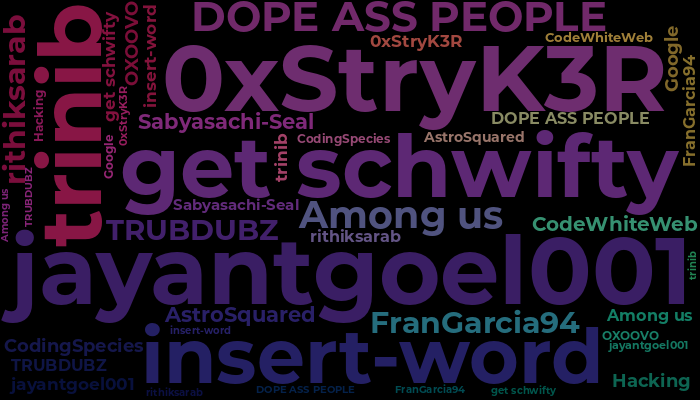 DOPE ASS PEOPLE
0xStryK3R
CodeWhiteWeb
0xStryK3R
rithiksarab
Hacking
trinib
get schwifty
0xStryK3R
OXOOVO
insert-word
Google
FranGarcia94
DOPE ASS PEOPLE
Sabyasachi-Seal
Google
trinib
CodingSpecies
AstroSquared
get schwifty
Among us
TRUBDUBZ
Sabyasachi-Seal
Among us
CodeWhiteWeb
TRUBDUBZ
rithiksarab
jayantgoel001
trinib
AstroSquared
insert-word
FranGarcia94
Among us
insert-word
OXOOVO
jayantgoel001
CodingSpecies
TRUBDUBZ
jayantgoel001
Hacking
rithiksarab
DOPE ASS PEOPLE
FranGarcia94
get schwifty